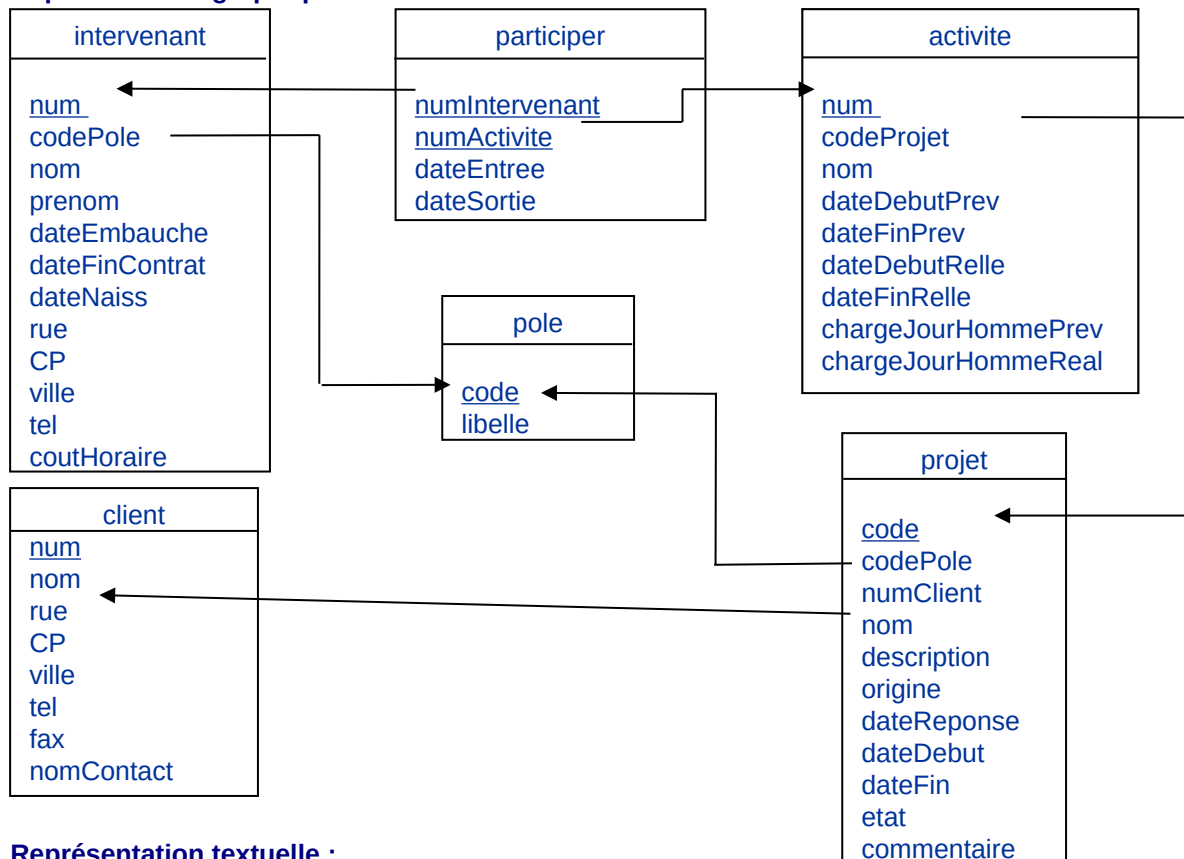 intervenant
num
codePole
nom
prenom
dateEmbauche
dateFinContrat
dateNaiss
rue
CP
ville
tel
coutHoraire
participer
numIntervenant
numActivite
dateEntree
dateSortie
activite
num
codeProjet
nom
dateDebutPrev
dateFinPrev
dateDebutRelle
dateFinRelle
chargeJourHommePrev
chargeJourHommeReal
pole
code
libelle
client
num
nom
rue
CP
ville
tel
fax
nomContact
projet
code
codePole
numClient
nom
description
origine
dateReponse
dateDebut
dateFin
etat
commentaire
Représentation textuelle :